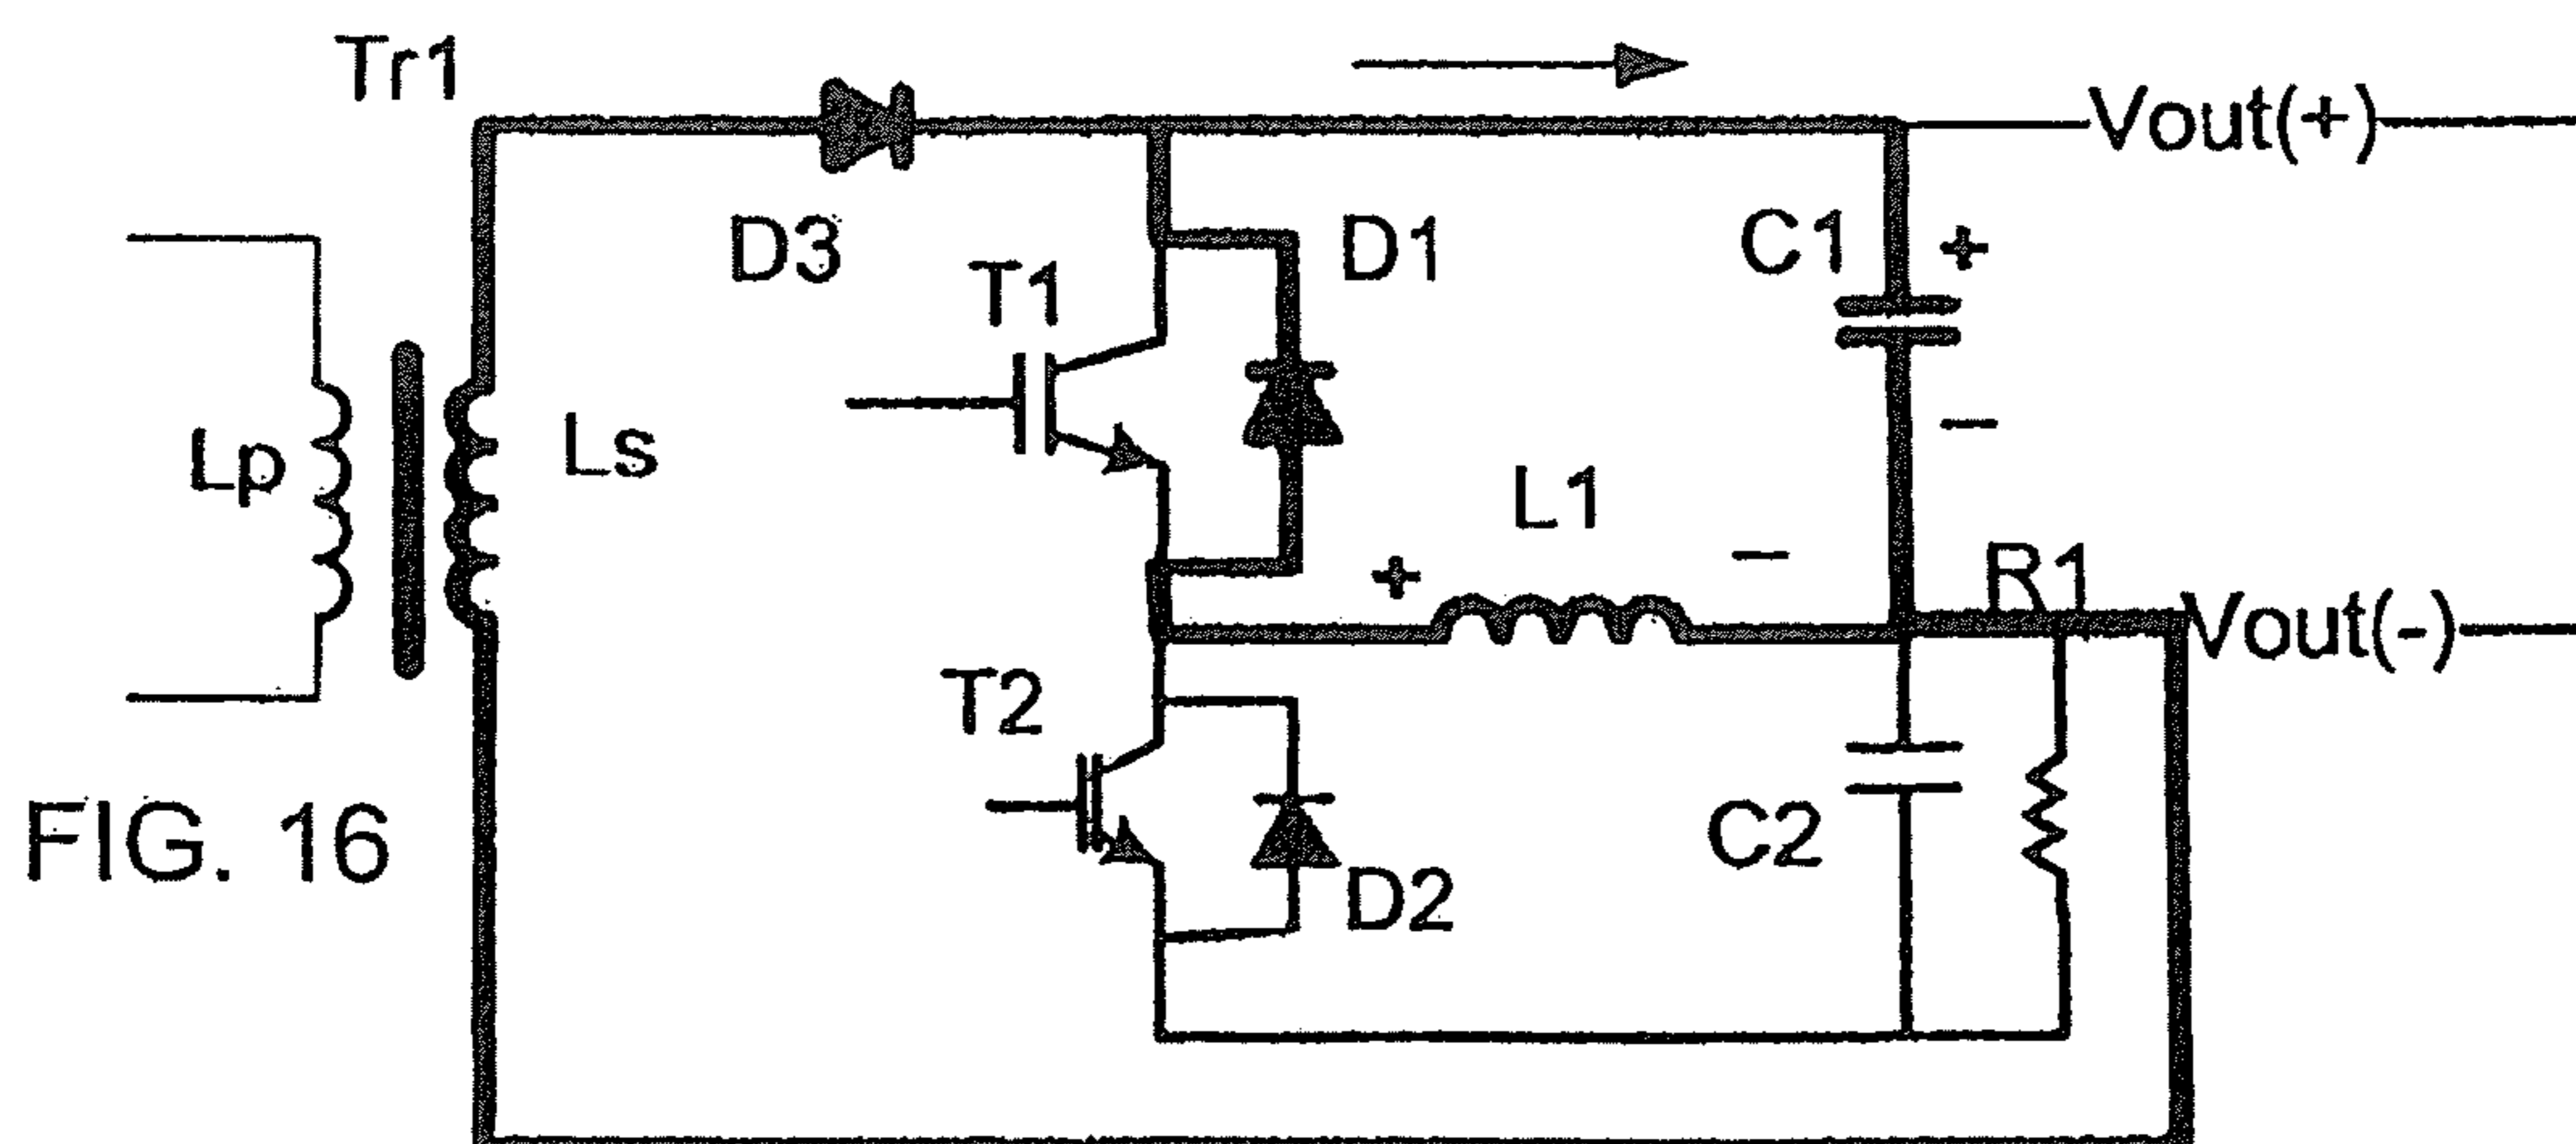 Tr1
Vout(+)
D3
D1
C1
+
T1
Lp
Ls
−
L1
+
−
R1
Vout(-)
T2
FIG. 16
C2
D2